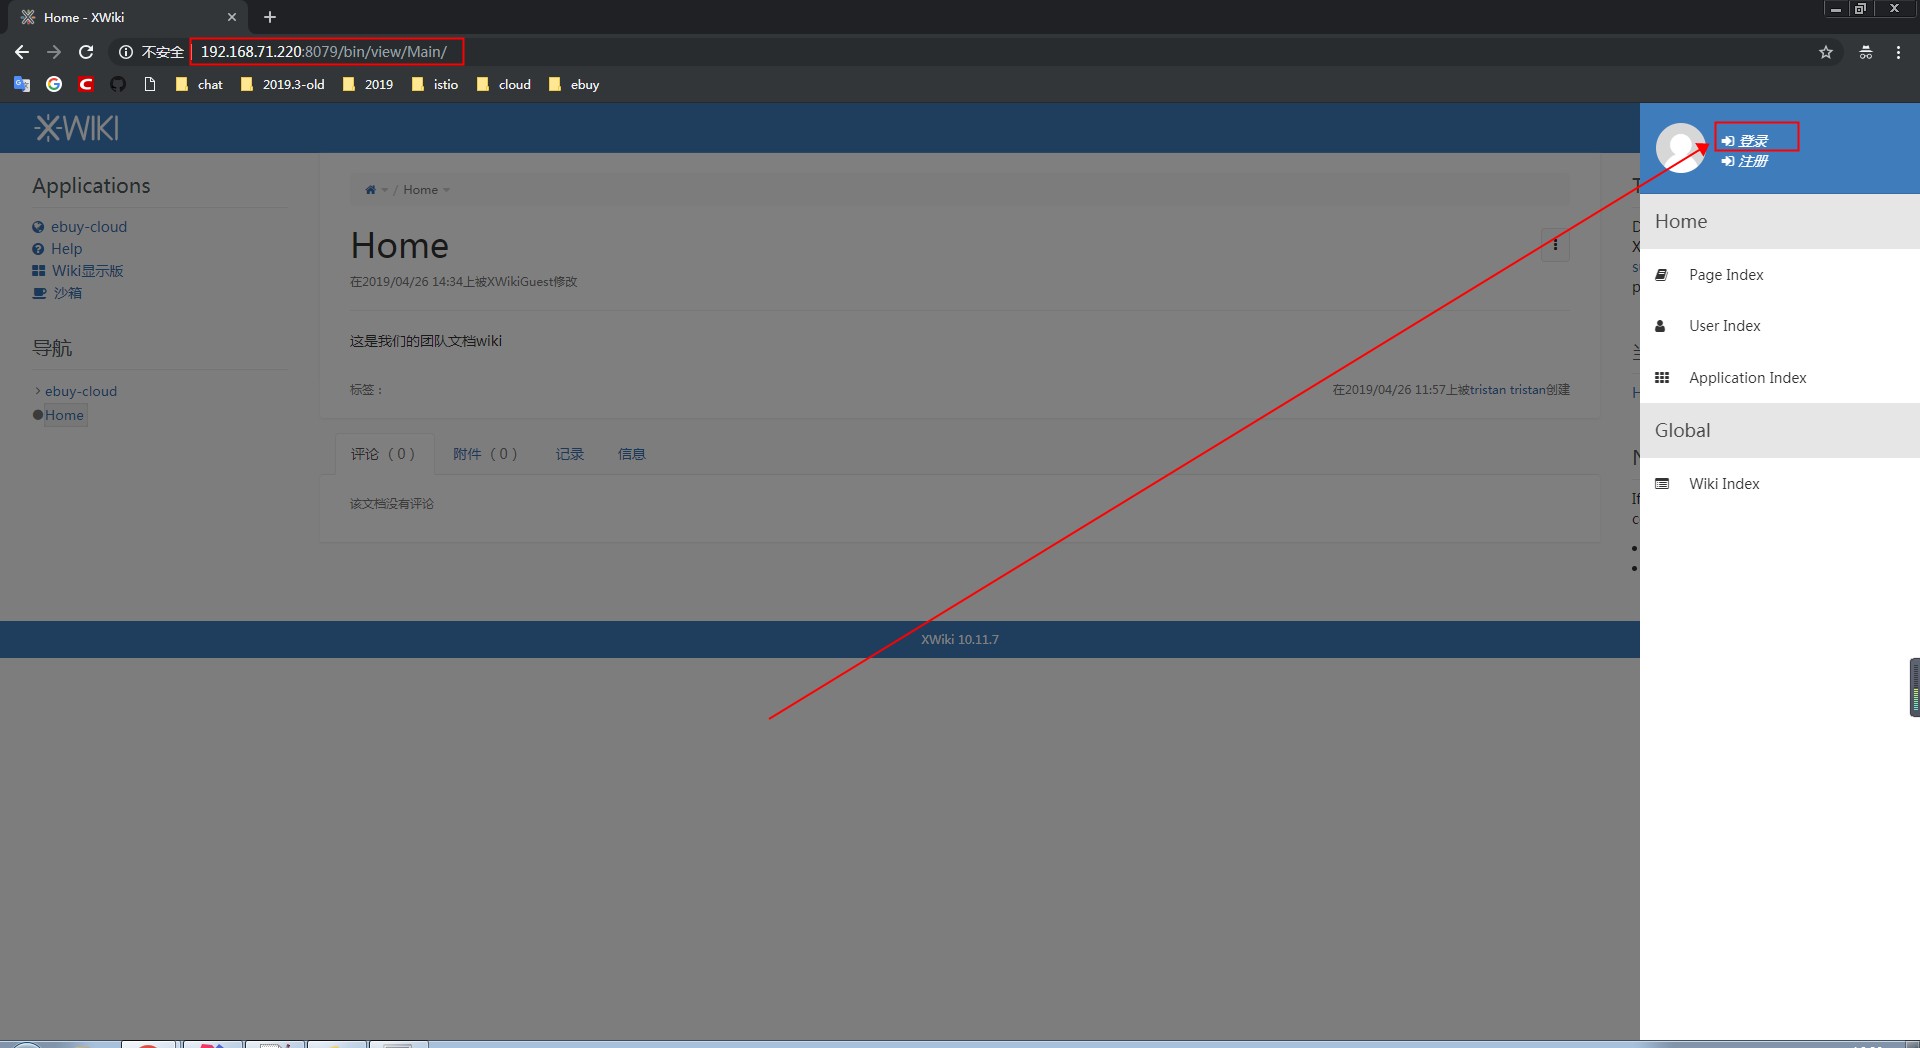 Home - XWiki
不安全 192.168.71.220:8079/bin/view/Main/
chat 2019.3-old 2019 istio cloud ebuy
XWIKI
登录
注册
Applications
ebuy-cloud
Help
Wiki显示版
沙箱
导航
ebuy-cloud
Home
/ Home
Home
在2019/04/26 14:34上被XWikiGuest修改
这是我们的团队文档wiki
标签：
在2019/04/26 11:57上被tristan tristan创建
评论（0） 附件（0） 记录 信息
该文档没有评论
XWiki 10.11.7
Home
Page Index
User Index
Application Index
Global
Wiki Index